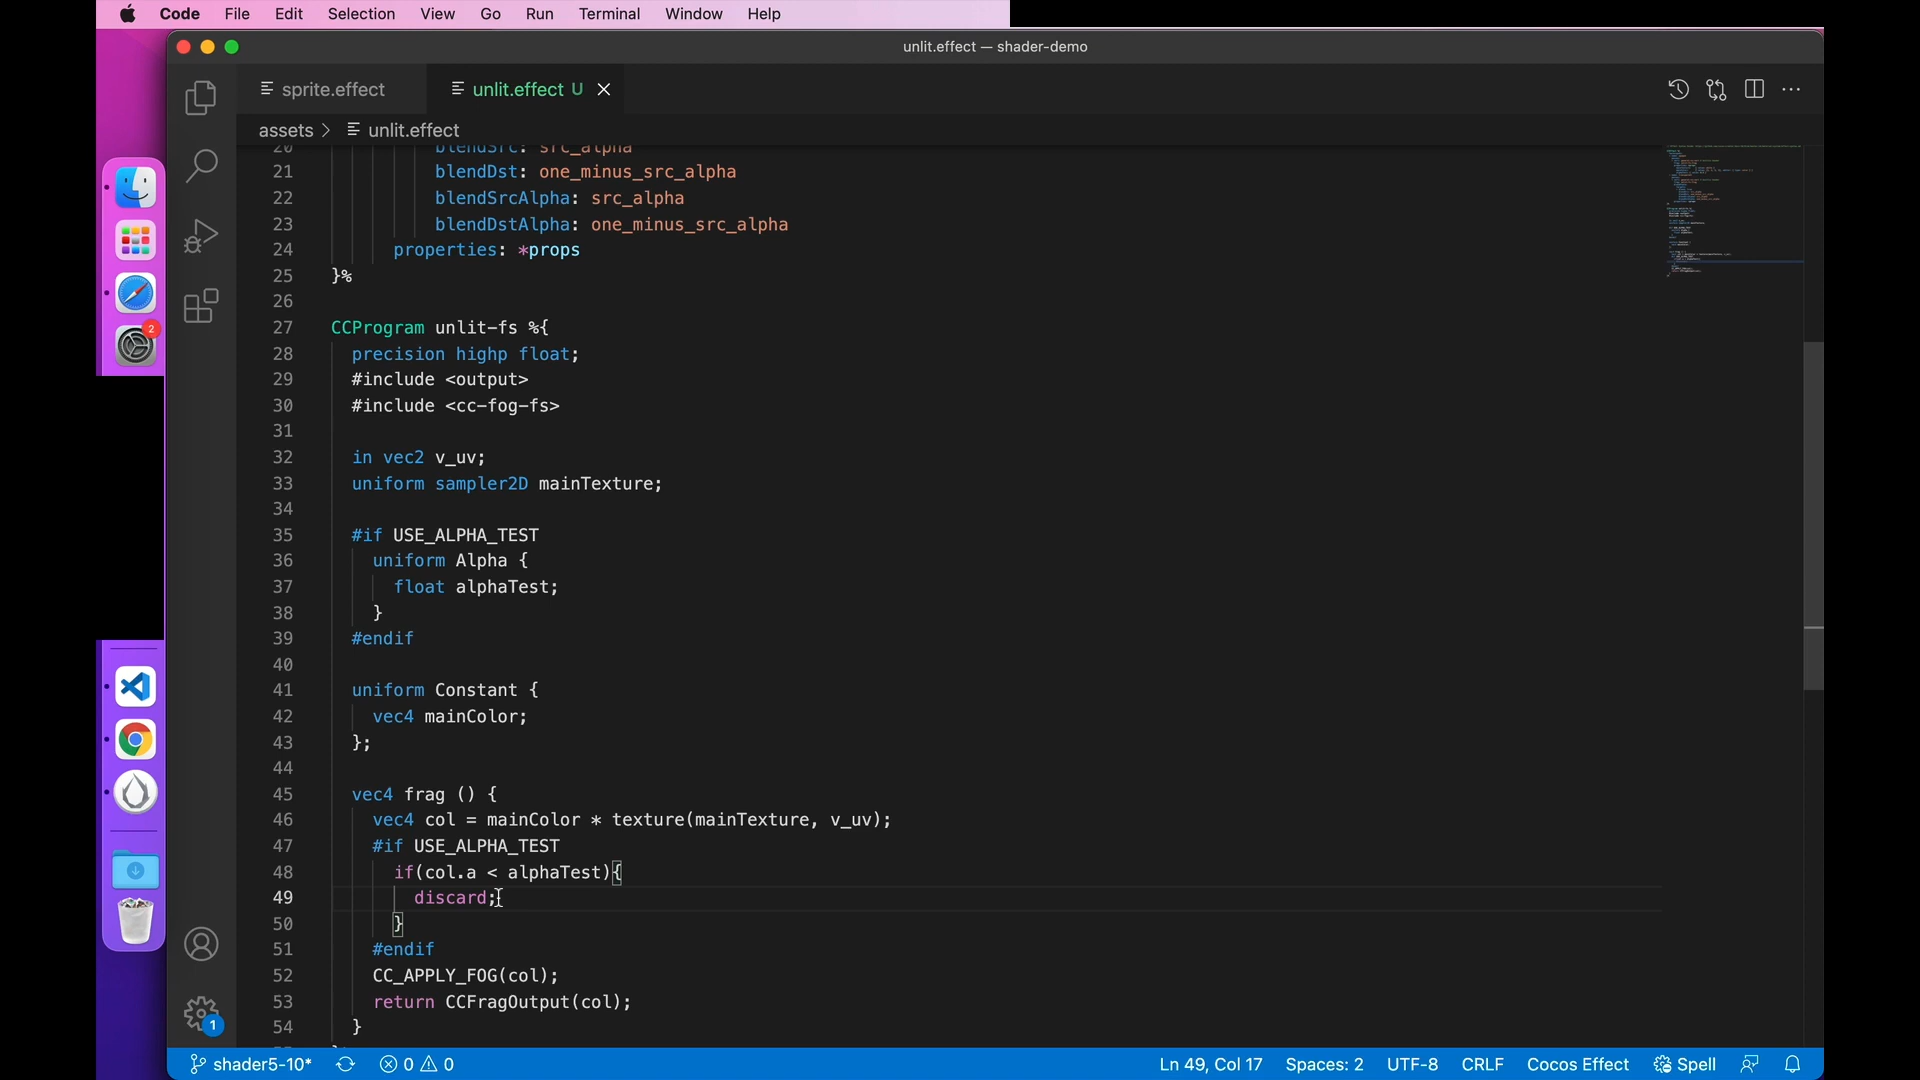 Code File Edit Selection View Go Run Terminal Window Help
unlit.effect — shader-demo
sprite.effect
unlit.effect U
assets > unlit.effect
20 blendSrc: src_alpha
21 blendDst: one_minus_src_alpha
22 blendSrcAlpha: src_alpha
23 blendDstAlpha: one_minus_src_alpha
24 properties: *props
25 }%
26
27 CCProgram unlit-fs %{
28 precision highp float;
29 #include <output>
30 #include <cc-fog-fs>
31
32 in vec2 v_uv;
33 uniform sampler2D mainTexture;
34
35 #if USE_ALPHA_TEST
36 uniform Alpha {
37 float alphaTest;
38 }
39 #endif
40
41 uniform Constant {
42 vec4 mainColor;
43 };
44
45 vec4 frag () {
46 vec4 col = mainColor * texture(mainTexture, v_uv);
47 #if USE_ALPHA_TEST
48 if(col.a < alphaTest){
49 discard;
50 }
51 #endif
52 CC_APPLY_FOG(col);
53 return CCFragOutput(col);
54 }
2
1
shader5-10* 0 0 Ln 49, Col 17 Spaces: 2 UTF-8 CRLF Cocos Effect Spell